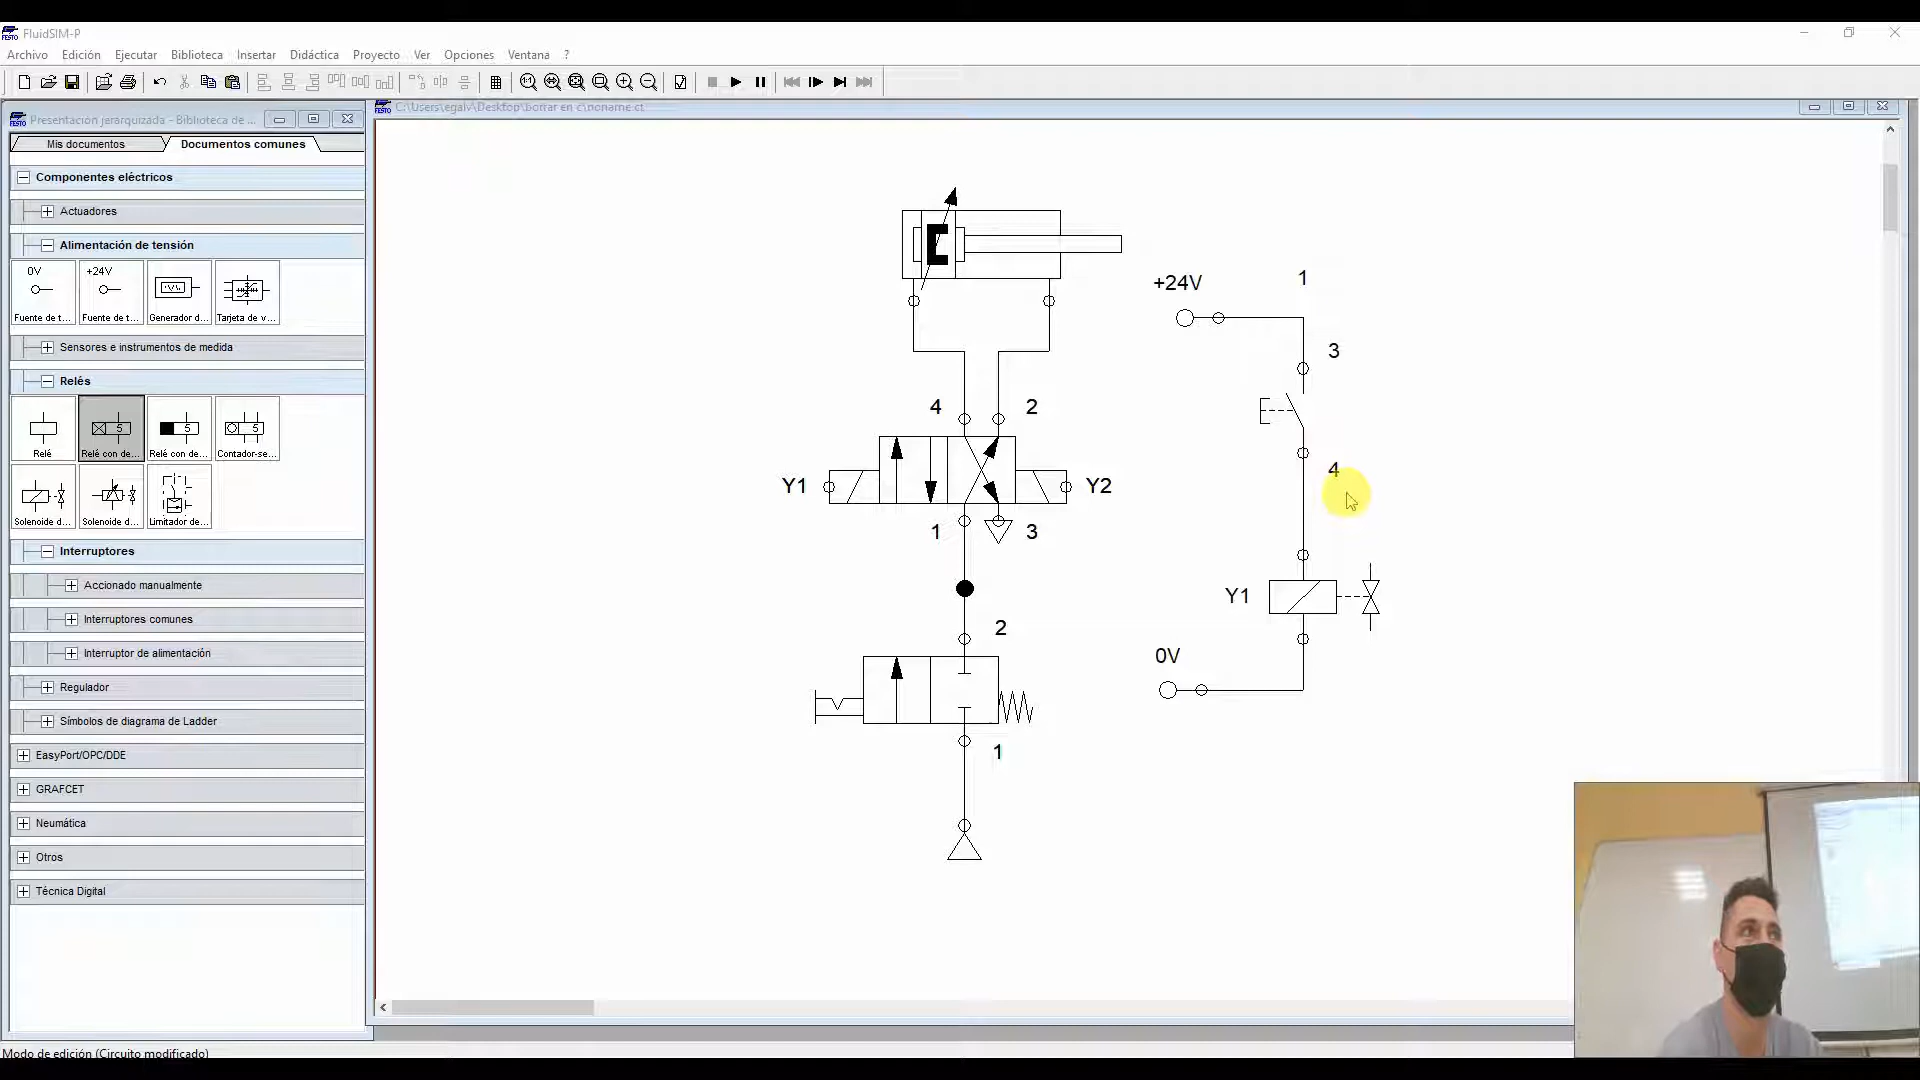 FluidSIM-P
Archivo Edición Ejecutar Biblioteca Insertar Didáctica Proyecto Ver Opciones Ventana ?
C:\Users\egalv\Desktop\borrar en c\noname.ct
Presentación jerarquizada - Biblioteca de ...
Mis documentos Documentos comunes
Componentes eléctricos
Actuadores
Alimentación de tensión
0V +24V
Fuente de t... Fuente de t... Generador d... Tarjeta de v...
Sensores e instrumentos de medida
Relés
5 5 5
Relé Relé con de... Relé con de... Contador-se...
Solenoide d... Solenoide d... Limitador de...
Interruptores
Accionado manualmente
Interruptores comunes
Interruptor de alimentación
Regulador
Símbolos de diagrama de Ladder
EasyPort/OPC/DDE
GRAFCET
Neumática
Otros
Técnica Digital
Modo de edición (Circuito modificado)
4 2
Y1 Y2
1 3
2
1
+24V 1
3
4
Y1
0V